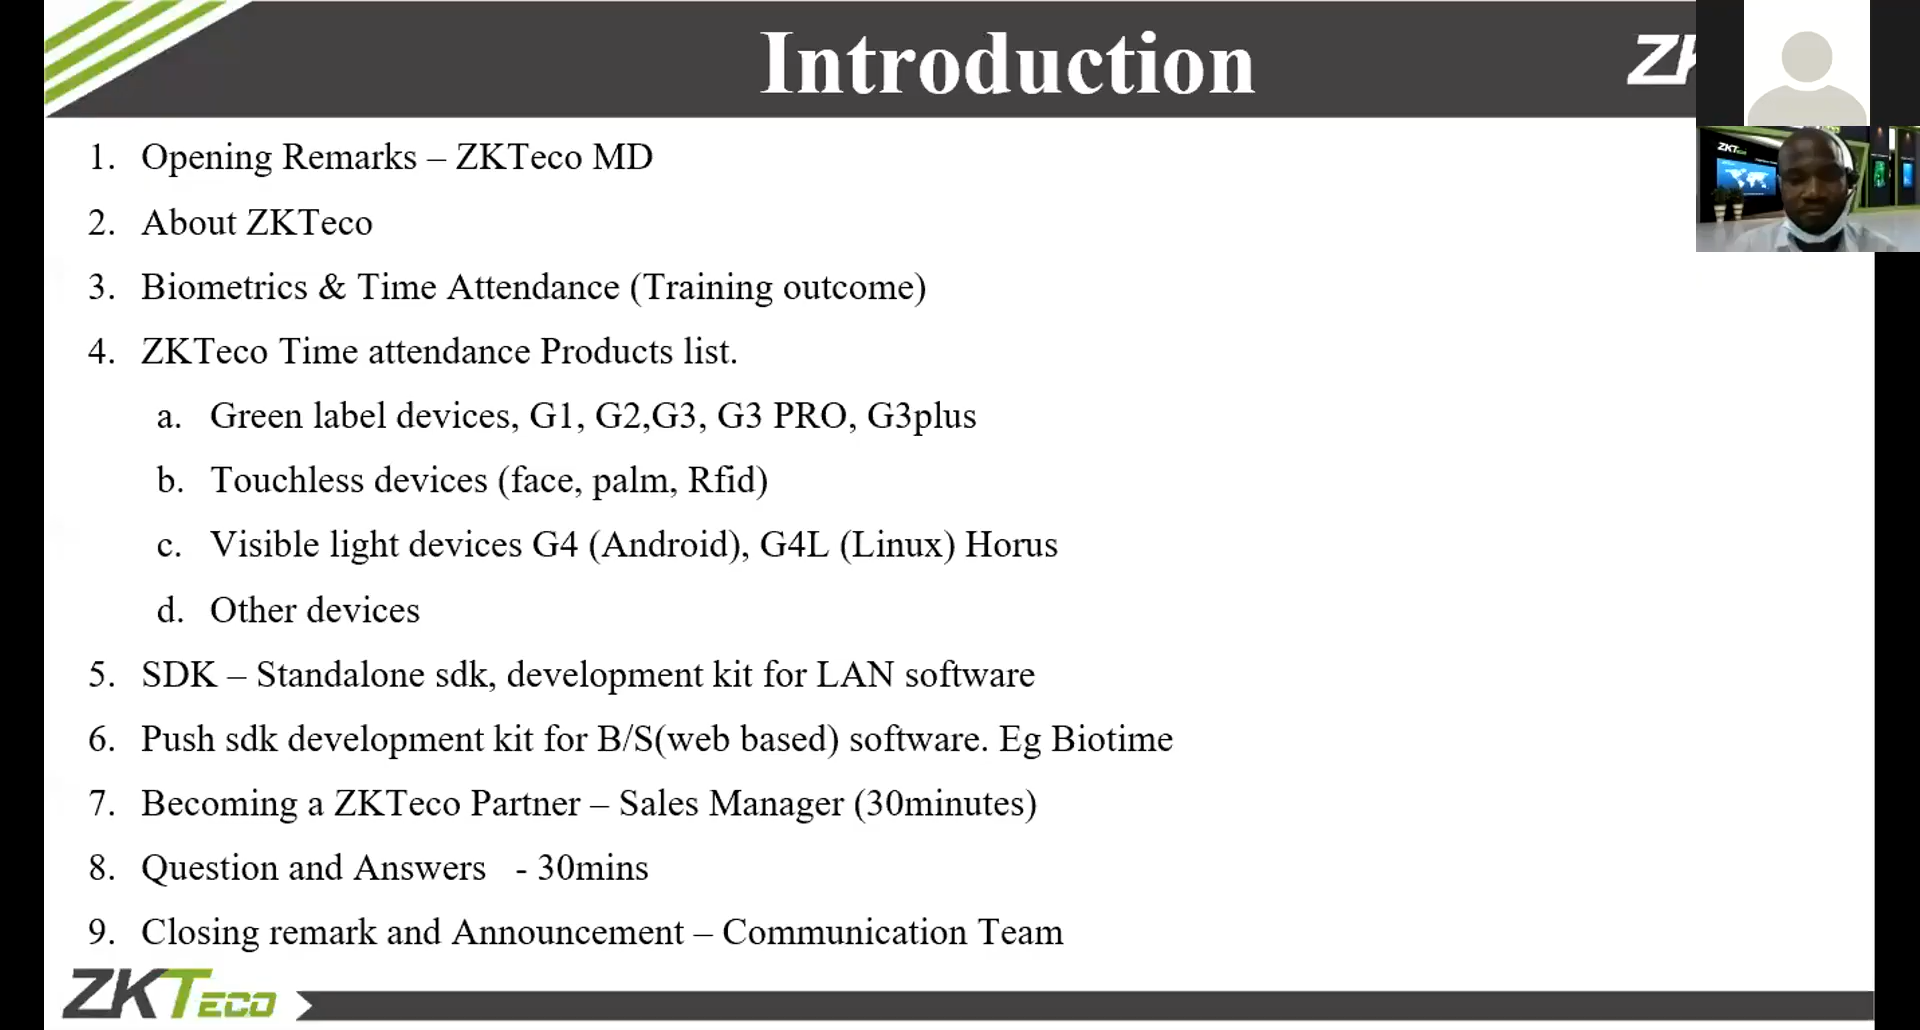 Introduction
ZK
1. Opening Remarks – ZKTeco MD
2. About ZKTeco
3. Biometrics & Time Attendance (Training outcome)
4. ZKTeco Time attendance Products list.
a. Green label devices, G1, G2,G3, G3 PRO, G3plus
b. Touchless devices (face, palm, Rfid)
c. Visible light devices G4 (Android), G4L (Linux) Horus
d. Other devices
5. SDK – Standalone sdk, development kit for LAN software
6. Push sdk development kit for B/S(web based) software. Eg Biotime
7. Becoming a ZKTeco Partner – Sales Manager (30minutes)
8. Question and Answers   - 30mins
9. Closing remark and Announcement – Communication Team
ZKTECO
ZKTeco